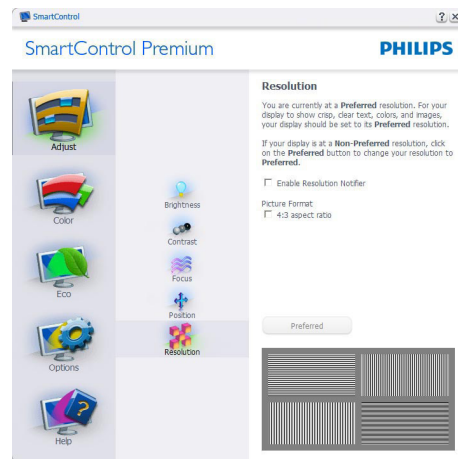 SmartControl
SmartControl Premium
PHILIPS
Adjust
Color
Eco
Options
Help
Brightness
Contrast
Focus
Position
Resolution
Resolution
You are currently at a Preferred resolution. For your
display to show crisp, clear text, colors, and images,
your display should be set to its Preferred resolution.
If your display is at a Non-Preferred resolution, click
on the Preferred button to change your resolution to
Preferred.
Enable Resolution Notifier
Picture Format
4:3 aspect ratio
Preferred